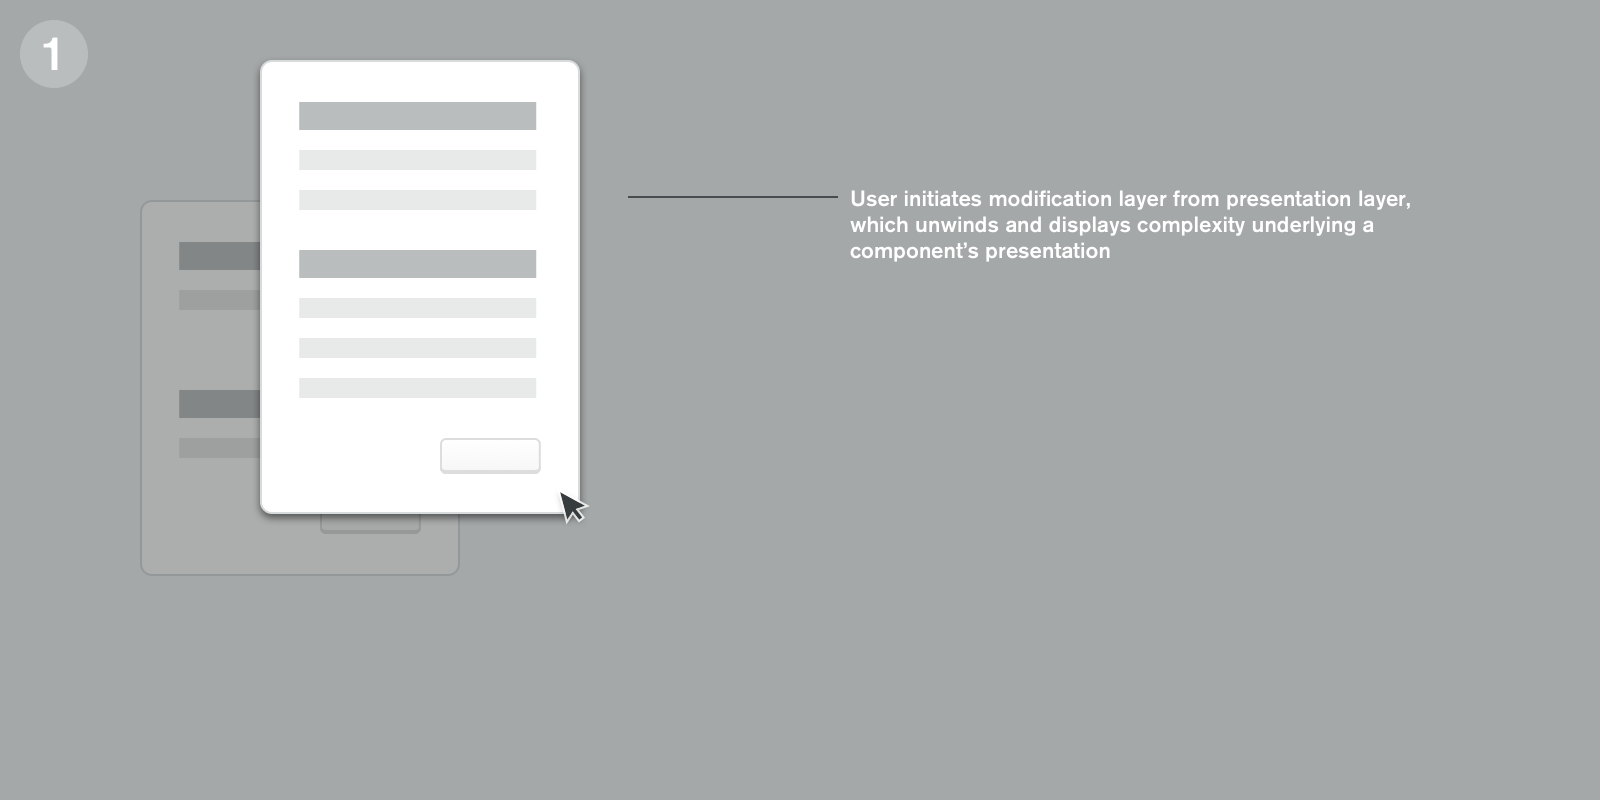 1
User initiates modification layer from presentation layer,
which unwinds and displays complexity underlying a
component’s presentation